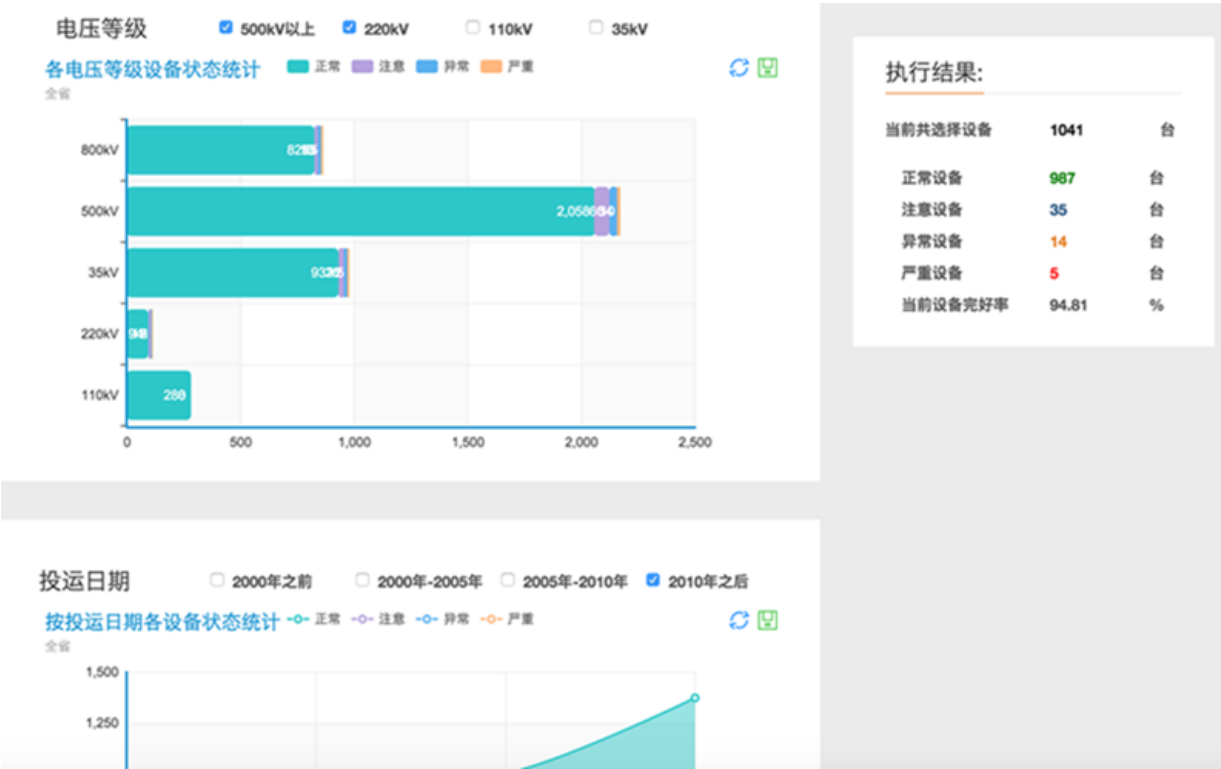 电压等级 500kV以上 220kV 110kV 35kV
各电压等级设备状态统计 正常 注意 异常 严重
全省
800kV
500kV 2,058
35kV
220kV
110kV
0 500 1,000 1,500 2,000 2,500
投运日期 2000年之前 2000年-2005年 2005年-2010年 2010年之后
按投运日期各设备状态统计 正常 注意 异常 严重
全省
1,500
1,250
执行结果:
当前共选择设备 1041 台
正常设备 987 台
注意设备 35 台
异常设备 14 台
严重设备 5 台
当前设备完好率 94.81 %